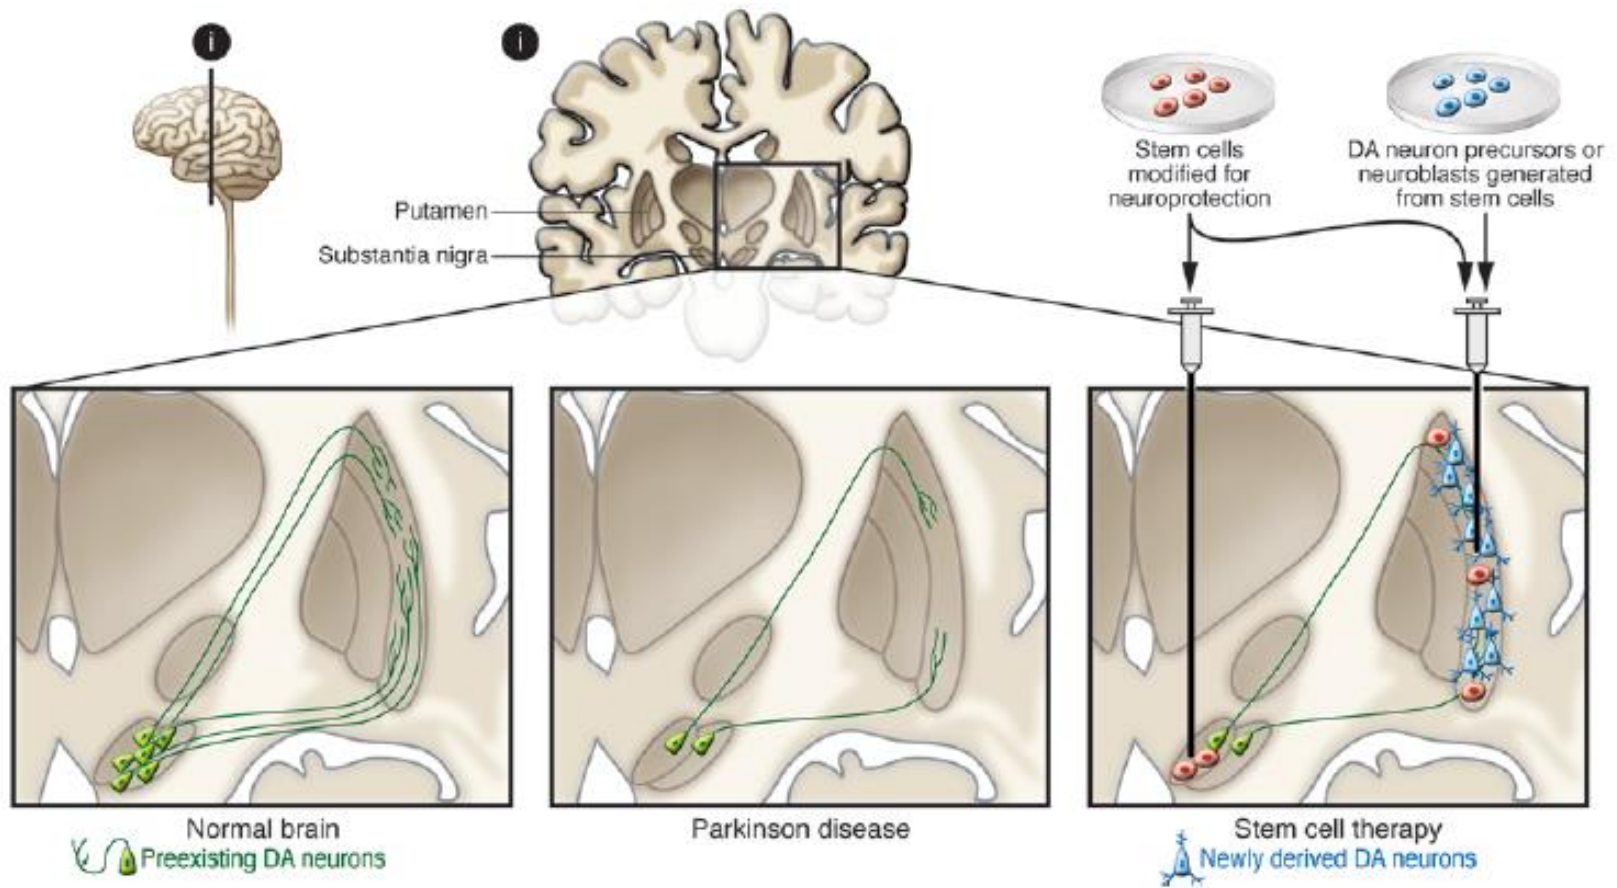 i
i
Putamen
Substantia nigra
Stem cells
modified for
neuroprotection
DA neuron precursors or
neuroblasts generated
from stem cells
Normal brain
Preexisting DA neurons
Parkinson disease
Stem cell therapy
Newly derived DA neurons